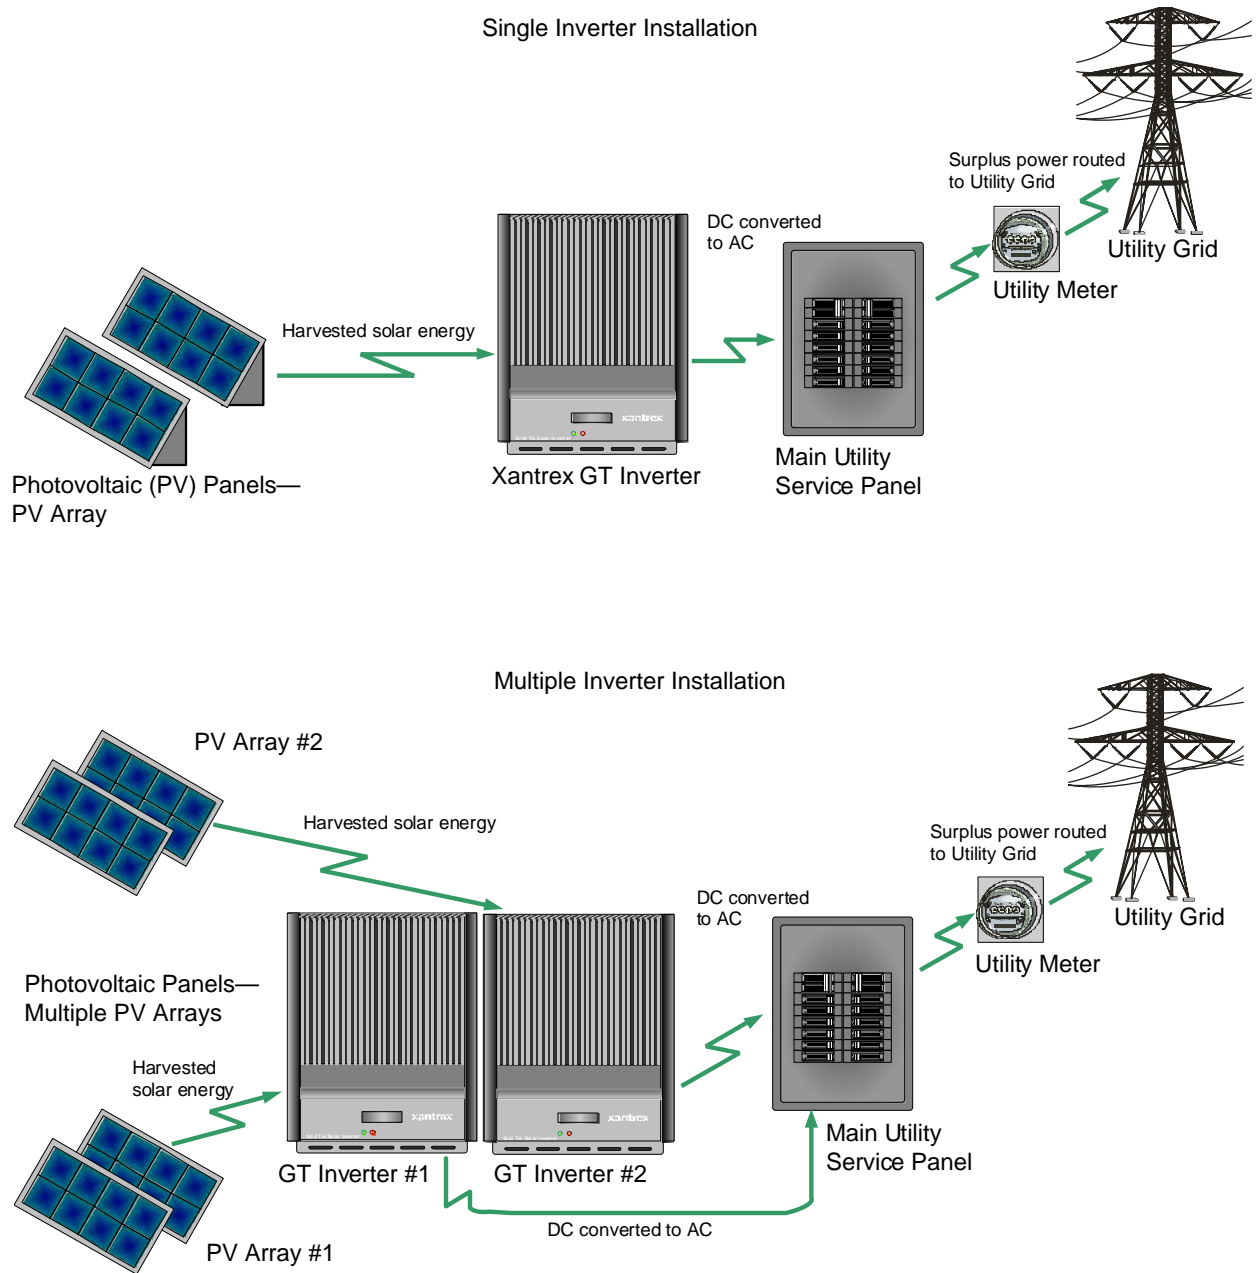 Single Inverter Installation
Surplus power routed
to Utility Grid
DC converted
to AC
Utility Grid
Utility Meter
Harvested solar energy
xantrex
Main Utility
Service Panel
Xantrex GT Inverter
Photovoltaic (PV) Panels—
PV Array
Multiple Inverter Installation
PV Array #2
Harvested solar energy
Surplus power routed
to Utility Grid
DC converted
to AC
Utility Grid
Utility Meter
Photovoltaic Panels—
Multiple PV Arrays
Harvested
solar energy
xantrex
xantrex
Main Utility
Service Panel
GT Inverter #1
GT Inverter #2
DC converted to AC
PV Array #1